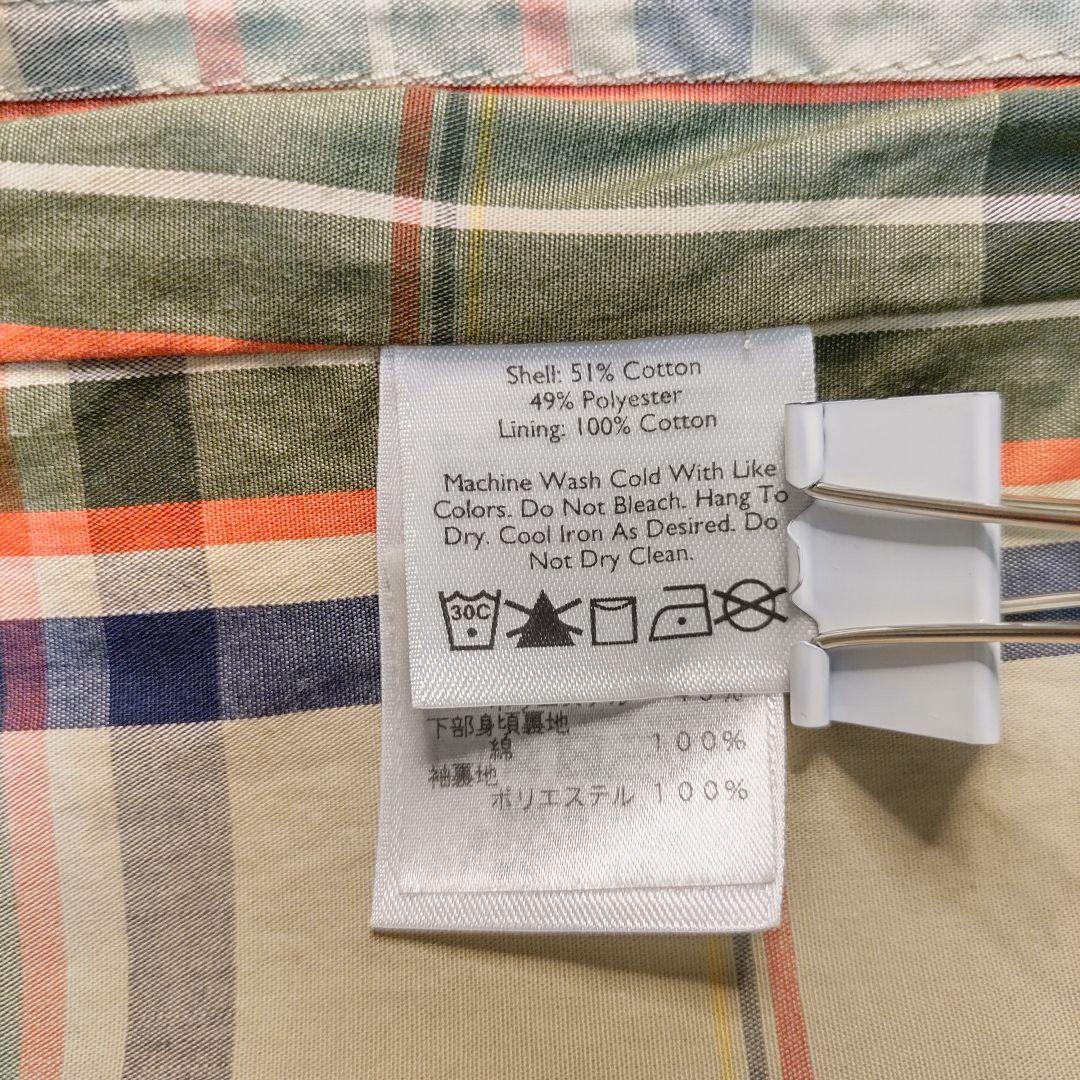 Shell: 51% Cotton
49% Polyester
Lining: 100% Cotton
Machine Wash Cold With Like
Colors. Do Not Bleach. Hang To
Dry. Cool Iron As Desired. Do
Not Dry Clean.
30C
下部身頃裏地
綿 100%
袖裏地
ポリエステル 100%